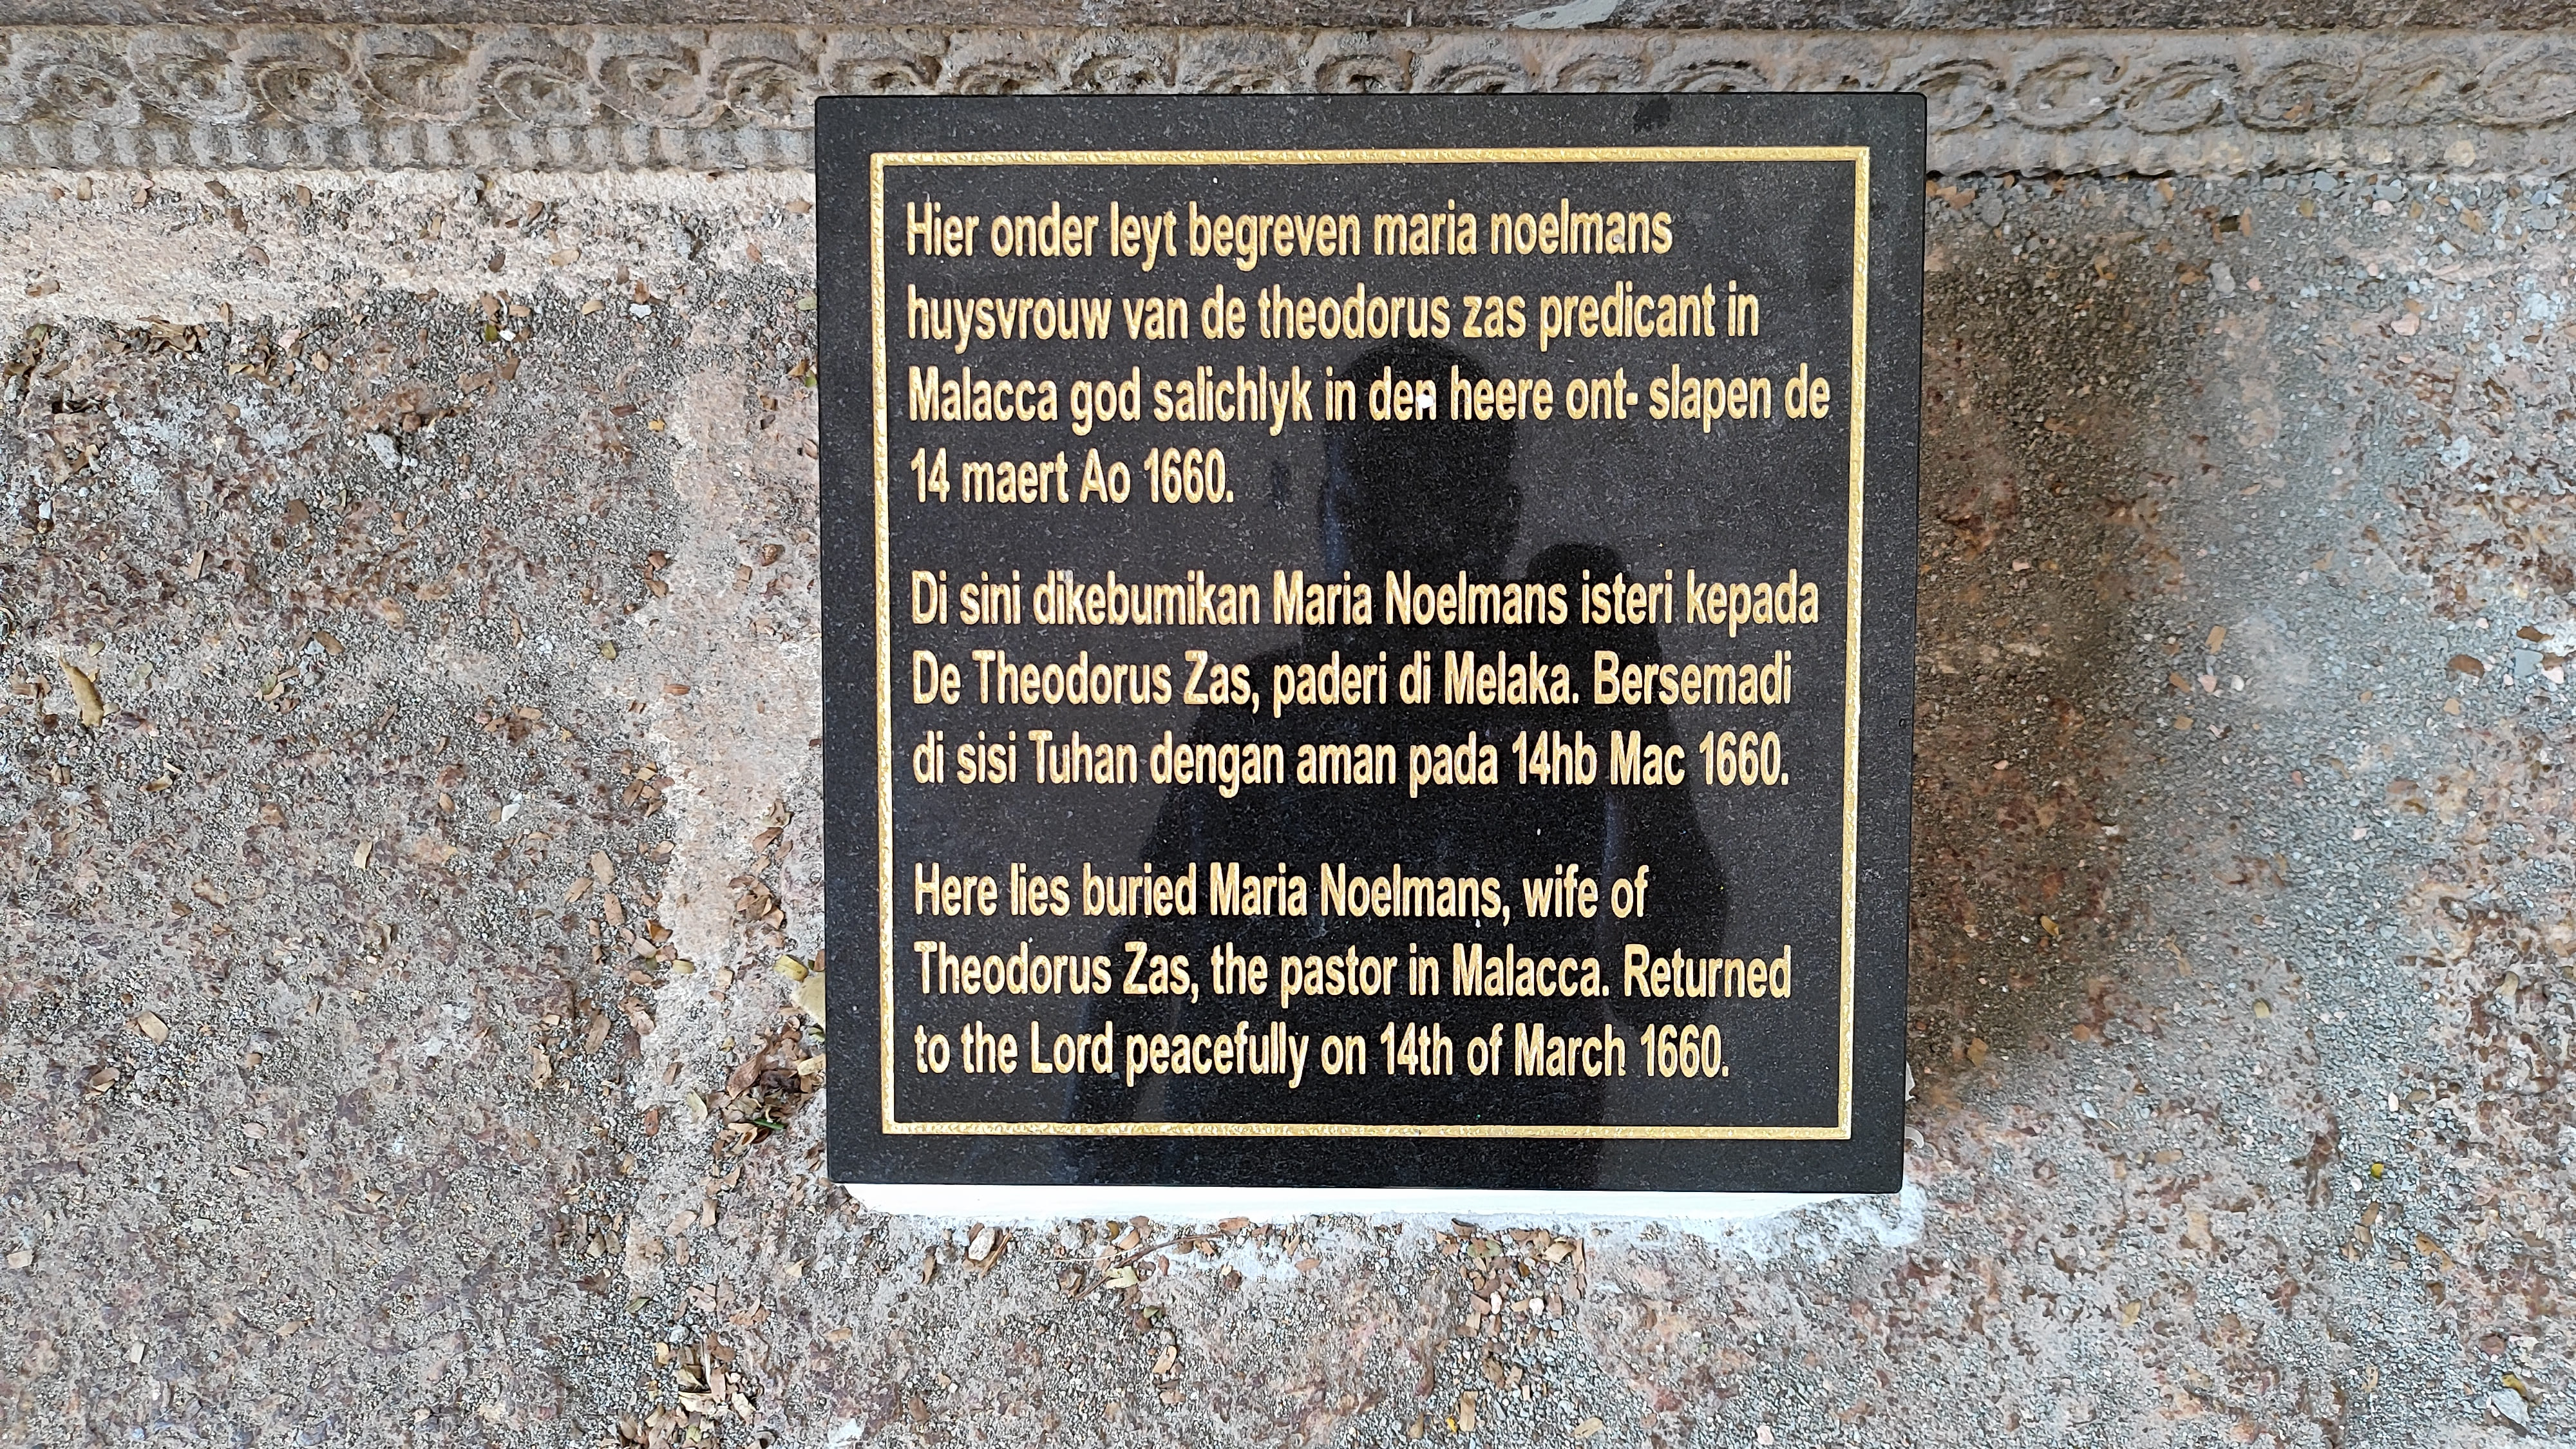 Hier onder leyt begreven maria noelmans
huysvrouw van de theodorus zas predicant in
Malacca god salichlyk in den heere ont- slapen de
14 maert Ao 1660.
Di sini dikebumikan Maria Noelmans isteri kepada
De Theodorus Zas, paderi di Melaka. Bersemadi
di sisi Tuhan dengan aman pada 14hb Mac 1660.
Here lies buried Maria Noelmans, wife of
Theodorus Zas, the pastor in Malacca. Returned
to the Lord peacefully on 14th of March 1660.